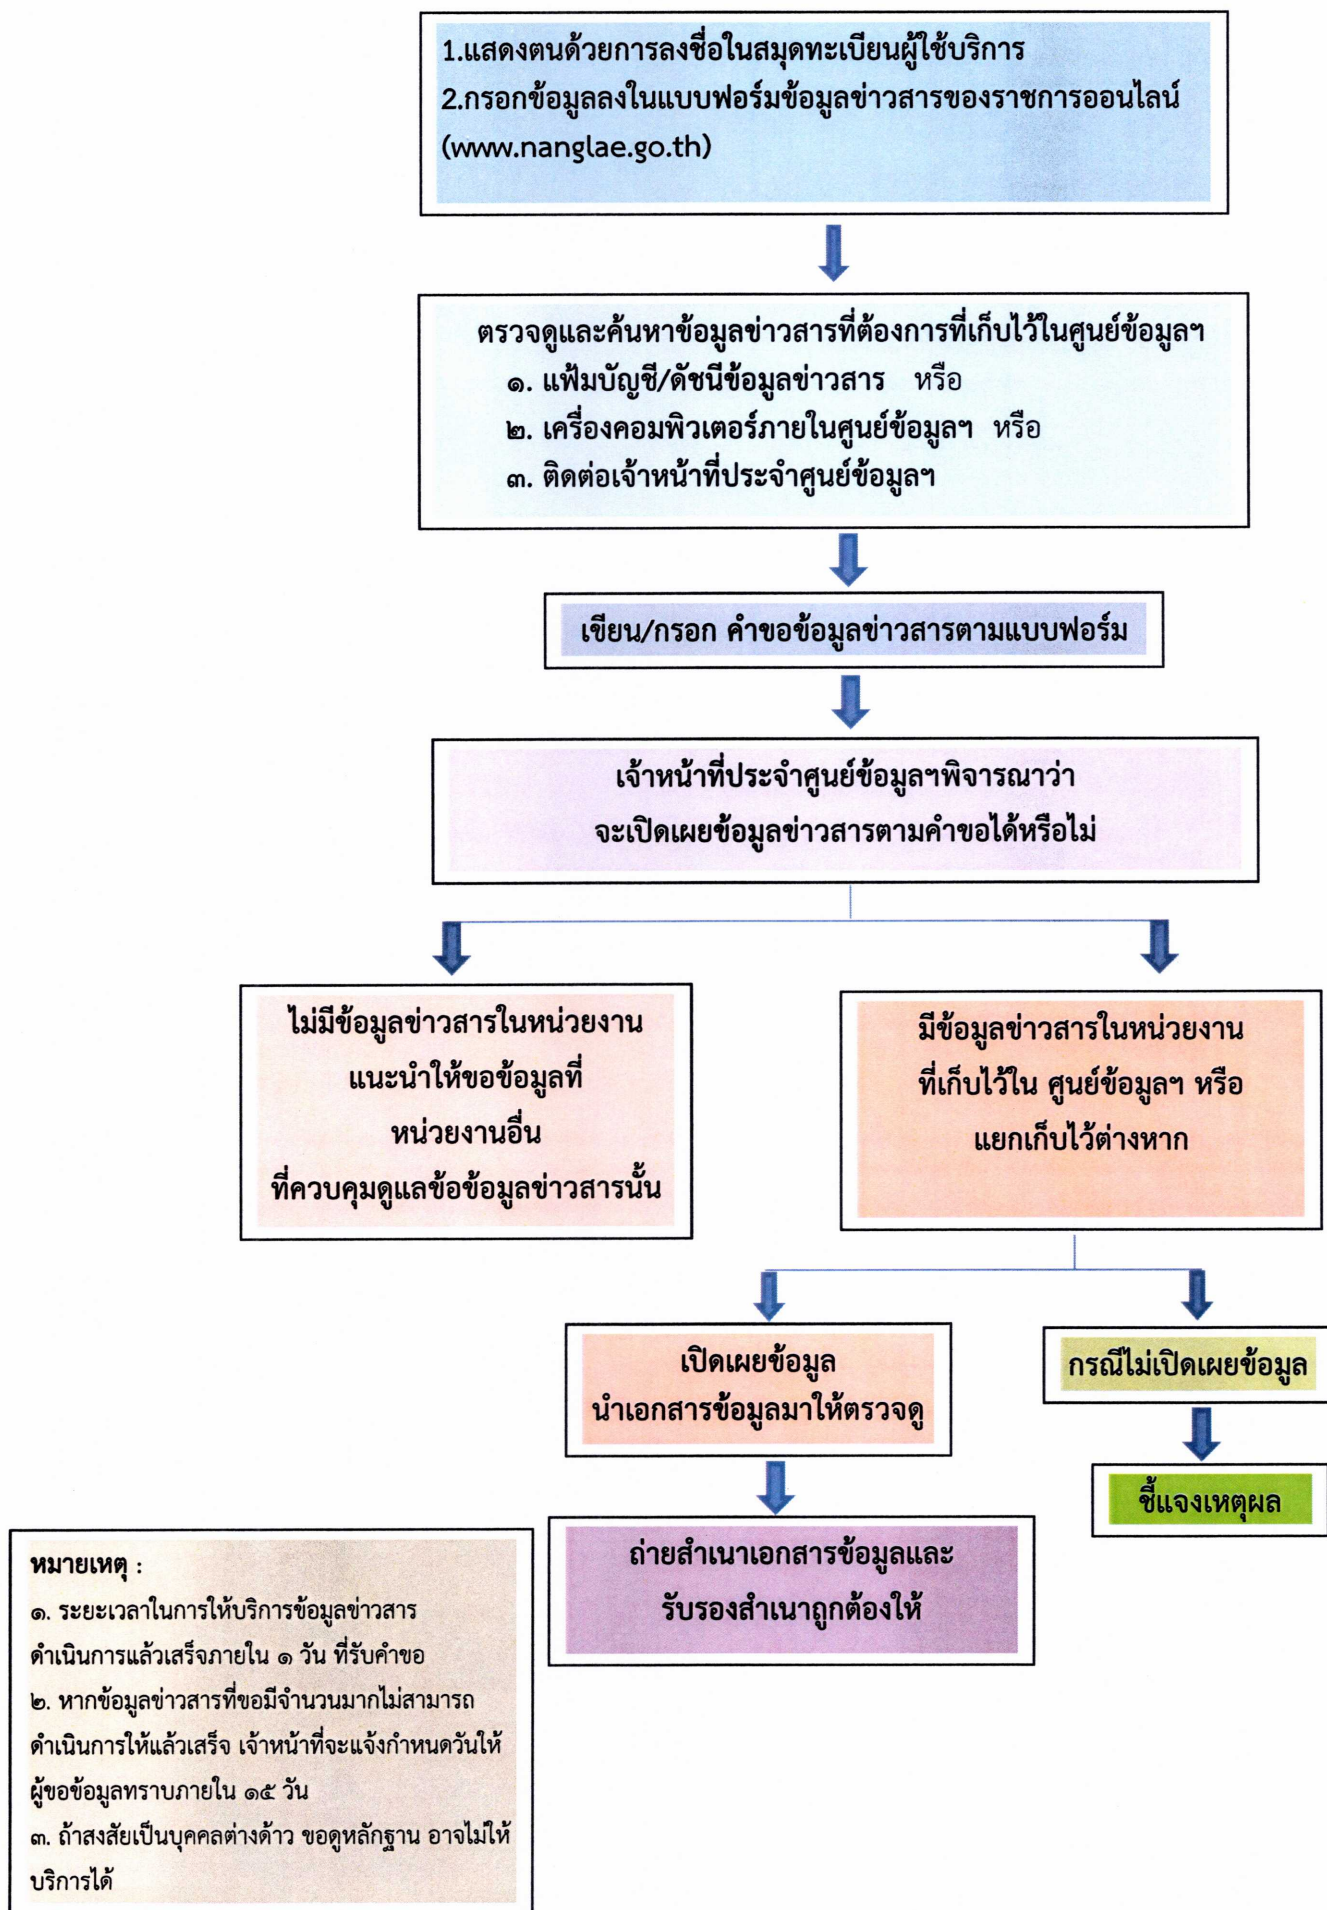 1.แสดงตนด้วยการลงชื่อในสมุดทะเบียนผู้ใช้บริการ
2.กรอกข้อมูลลงในแบบฟอร์มข้อมูลข่าวสารของราชการออนไลน์
(www.nanglae.go.th)
ตรวจดูและค้นหาข้อมูลข่าวสารที่ต้องการที่เก็บไว้ในศูนย์ข้อมูลฯ
๑. แฟ้มบัญชี/ดัชนีข้อมูลข่าวสาร หรือ
๒. เครื่องคอมพิวเตอร์ภายในศูนย์ข้อมูลฯ หรือ
๓. ติดต่อเจ้าหน้าที่ประจำศูนย์ข้อมูลฯ
เขียน/กรอก คำขอข้อมูลข่าวสารตามแบบฟอร์ม
เจ้าหน้าที่ประจำศูนย์ข้อมูลฯพิจารณาว่า
จะเปิดเผยข้อมูลข่าวสารตามคำขอได้หรือไม่
ไม่มีข้อมูลข่าวสารในหน่วยงาน
แนะนำให้ขอข้อมูลที่
หน่วยงานอื่น
ที่ควบคุมดูแลข้อข้อมูลข่าวสารนั้น
มีข้อมูลข่าวสารในหน่วยงาน
ที่เก็บไว้ใน ศูนย์ข้อมูลฯ หรือ
แยกเก็บไว้ต่างหาก
เปิดเผยข้อมูล
นำเอกสารข้อมูลมาให้ตรวจดู
กรณีไม่เปิดเผยข้อมูล
ชี้แจงเหตุผล
ถ่ายสำเนาเอกสารข้อมูลและ
รับรองสำเนาถูกต้องให้
หมายเหตุ :
๑. ระยะเวลาในการให้บริการข้อมูลข่าวสาร
ดำเนินการแล้วเสร็จภายใน ๑ วัน ที่รับคำขอ
๒. หากข้อมูลข่าวสารที่ขอมีจำนวนมากไม่สามารถ
ดำเนินการให้แล้วเสร็จ เจ้าหน้าที่จะแจ้งกำหนดวันให้
ผู้ขอข้อมูลทราบภายใน ๑๕ วัน
๓. ถ้าสงสัยเป็นบุคคลต่างด้าว ขอดูหลักฐาน อาจไม่ให้
บริการได้